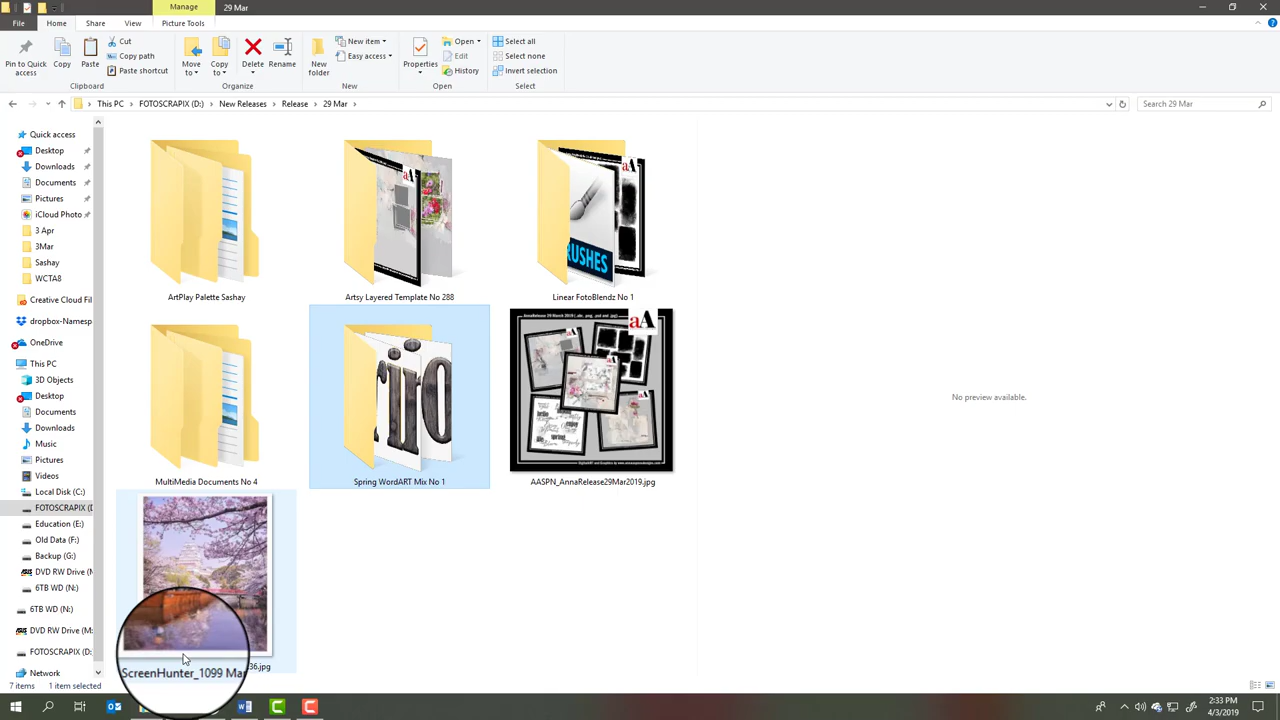 Manage
29 Mar
File
Home
Share
View
Picture Tools
Pin to Quick access
Copy
Paste
Cut
Copy path
Paste shortcut
Clipboard
Move to
Copy to
Delete
Rename
Organize
New folder
New item
Easy access
New
Properties
Open
Edit
History
Open
Select all
Select none
Invert selection
Select
This PC
FOTOSCRAPIX (D:)
New Releases
Release
29 Mar
Search 29 Mar
Quick access
Desktop
Downloads
Documents
Pictures
iCloud Photo
3 Apr
3Mar
Sashay
WCTA8
Creative Cloud Fil
dropbox-Namesp
OneDrive
This PC
3D Objects
Desktop
Documents
Downloads
Music
Pictures
Videos
Local Disk (C:)
FOTOSCRAPIX (D
Education (E:)
Old Data (F:)
Backup (G:)
DVD RW Drive (M
6TB WD (N:)
6TB WD (N:)
DVD RW Drive (M:
FOTOSCRAPIX (D:
Network
ArtPlay Palette Sashay
aA
Artsy Layered Template No 288
aA
RUSHES
Linear FotoBlendz No 1
MultiMedia Documents No 4
Spring WordART Mix No 1
aA
AASPN_AnnaRelease29Mar2019.jpg
ScreenHunter_1099 Mar
36.jpg
No preview available.
7 items
1 item selected
2:33 PM
4/3/2019